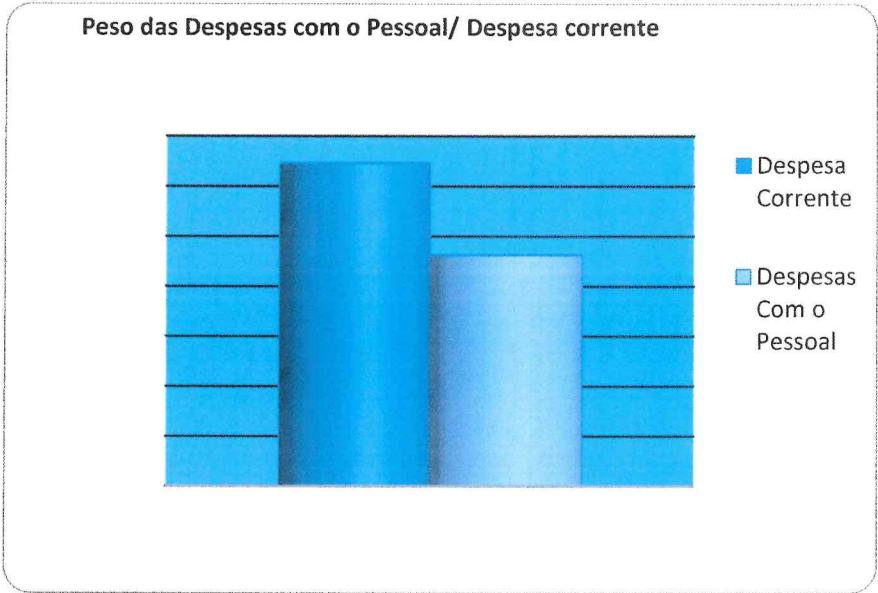 Peso das Despesas com o Pessoal/ Despesa corrente
Despesa
Corrente
Despesas
Com o
Pessoal